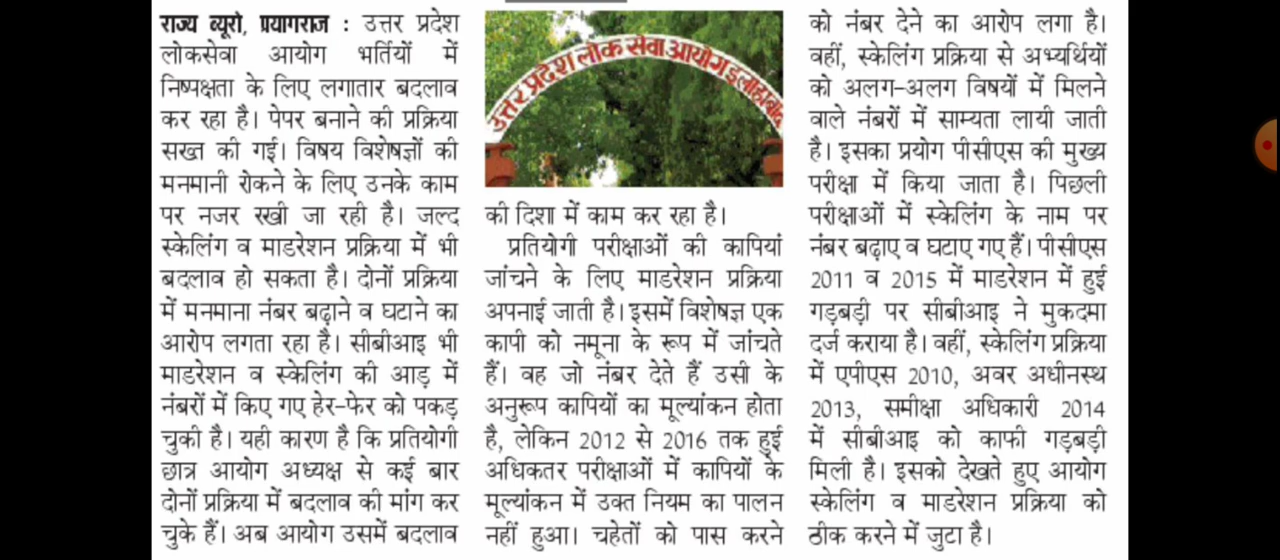 राज्य ब्यूरो, प्रयागराज : उत्तर प्रदेश
लोकसेवा आयोग भर्तियों में
निष्पक्षता के लिए लगातार बदलाव
कर रहा है। पेपर बनाने की प्रक्रिया
सख्त की गई। विषय विशेषज्ञों की
मनमानी रोकने के लिए उनके काम
पर नजर रखी जा रही है। जल्द
स्केलिंग व माडरेशन प्रक्रिया में भी
बदलाव हो सकता है। दोनों प्रक्रिया
में मनमाना नंबर बढ़ाने व घटाने का
आरोप लगता रहा है। सीबीआइ भी
माडरेशन व स्केलिंग की आड़ में
नंबरों में किए गए हेर-फेर को पकड़
चुकी है। यही कारण है कि प्रतियोगी
छात्र आयोग अध्यक्ष से कई बार
दोनों प्रक्रिया में बदलाव की मांग कर
चुके हैं। अब आयोग उसमें बदलाव
उत्तर प्रदेश लोक सेवा आयोग इलाहाबाद
की दिशा में काम कर रहा है।
प्रतियोगी परीक्षाओं की कापियां
जांचने के लिए माडरेशन प्रक्रिया
अपनाई जाती है। इसमें विशेषज्ञ एक
कापी को नमूना के रूप में जांचते
हैं। वह जो नंबर देते हैं उसी के
अनुरूप कापियों का मूल्यांकन होता
है, लेकिन 2012 से 2016 तक हुई
अधिकतर परीक्षाओं में कापियों के
मूल्यांकन में उक्त नियम का पालन
नहीं हुआ। चहेतों को पास करने
को नंबर देने का आरोप लगा है।
वहीं, स्केलिंग प्रक्रिया से अभ्यर्थियों
को अलग-अलग विषयों में मिलने
वाले नंबरों में साम्यता लायी जाती
है। इसका प्रयोग पीसीएस की मुख्य
परीक्षा में किया जाता है। पिछली
परीक्षाओं में स्केलिंग के नाम पर
नंबर बढ़ाए व घटाए गए हैं। पीसीएस
2011 व 2015 में माडरेशन में हुई
गड़बड़ी पर सीबीआइ ने मुकदमा
दर्ज कराया है। वहीं, स्केलिंग प्रक्रिया
में एपीएस 2010, अवर अधीनस्थ
2013, समीक्षा अधिकारी 2014
में सीबीआइ को काफी गड़बड़ी
मिली है। इसको देखते हुए आयोग
स्केलिंग व माडरेशन प्रक्रिया को
ठीक करने में जुटा है।